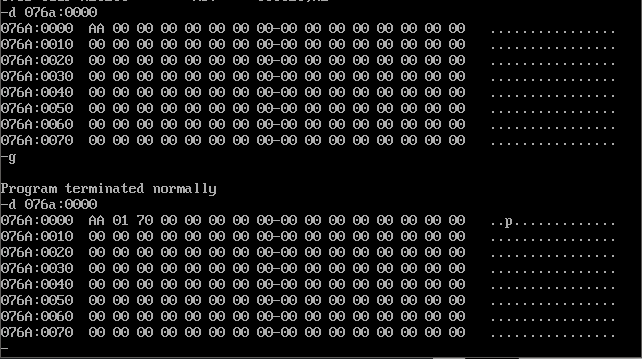 -d 076a:0000
076A:0000 AA 00 00 00 00 00 00 00-00 00 00 00 00 00 00 00 ................
076A:0010 00 00 00 00 00 00 00 00-00 00 00 00 00 00 00 00 ................
076A:0020 00 00 00 00 00 00 00 00-00 00 00 00 00 00 00 00 ................
076A:0030 00 00 00 00 00 00 00 00-00 00 00 00 00 00 00 00 ................
076A:0040 00 00 00 00 00 00 00 00-00 00 00 00 00 00 00 00 ................
076A:0050 00 00 00 00 00 00 00 00-00 00 00 00 00 00 00 00 ................
076A:0060 00 00 00 00 00 00 00 00-00 00 00 00 00 00 00 00 ................
076A:0070 00 00 00 00 00 00 00 00-00 00 00 00 00 00 00 00 ................
-g
Program terminated normally
-d 076a:0000
076A:0000 AA 01 70 00 00 00 00 00-00 00 00 00 00 00 00 00 ..p.............
076A:0010 00 00 00 00 00 00 00 00-00 00 00 00 00 00 00 00 ................
076A:0020 00 00 00 00 00 00 00 00-00 00 00 00 00 00 00 00 ................
076A:0030 00 00 00 00 00 00 00 00-00 00 00 00 00 00 00 00 ................
076A:0040 00 00 00 00 00 00 00 00-00 00 00 00 00 00 00 00 ................
076A:0050 00 00 00 00 00 00 00 00-00 00 00 00 00 00 00 00 ................
076A:0060 00 00 00 00 00 00 00 00-00 00 00 00 00 00 00 00 ................
076A:0070 00 00 00 00 00 00 00 00-00 00 00 00 00 00 00 00 ................
-